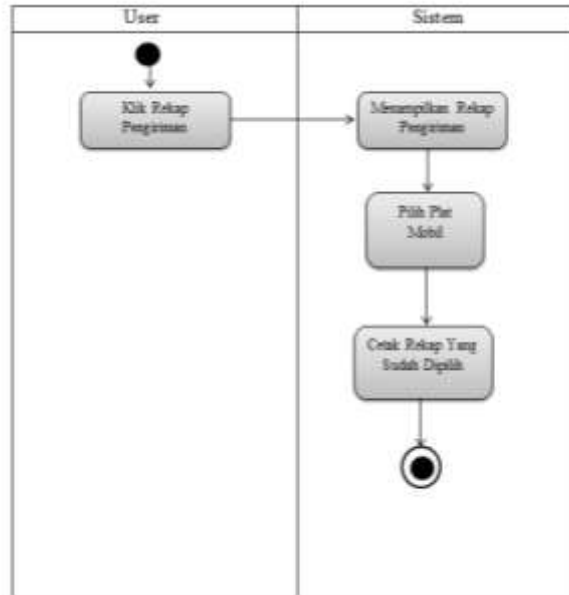 User
Sistem
Klik Rekap
Pengiriman
Menampilkan Rekap
Pengiriman
Pilih Plat
Mobil
Cetak Rekap Yang
Sudah Dipilih